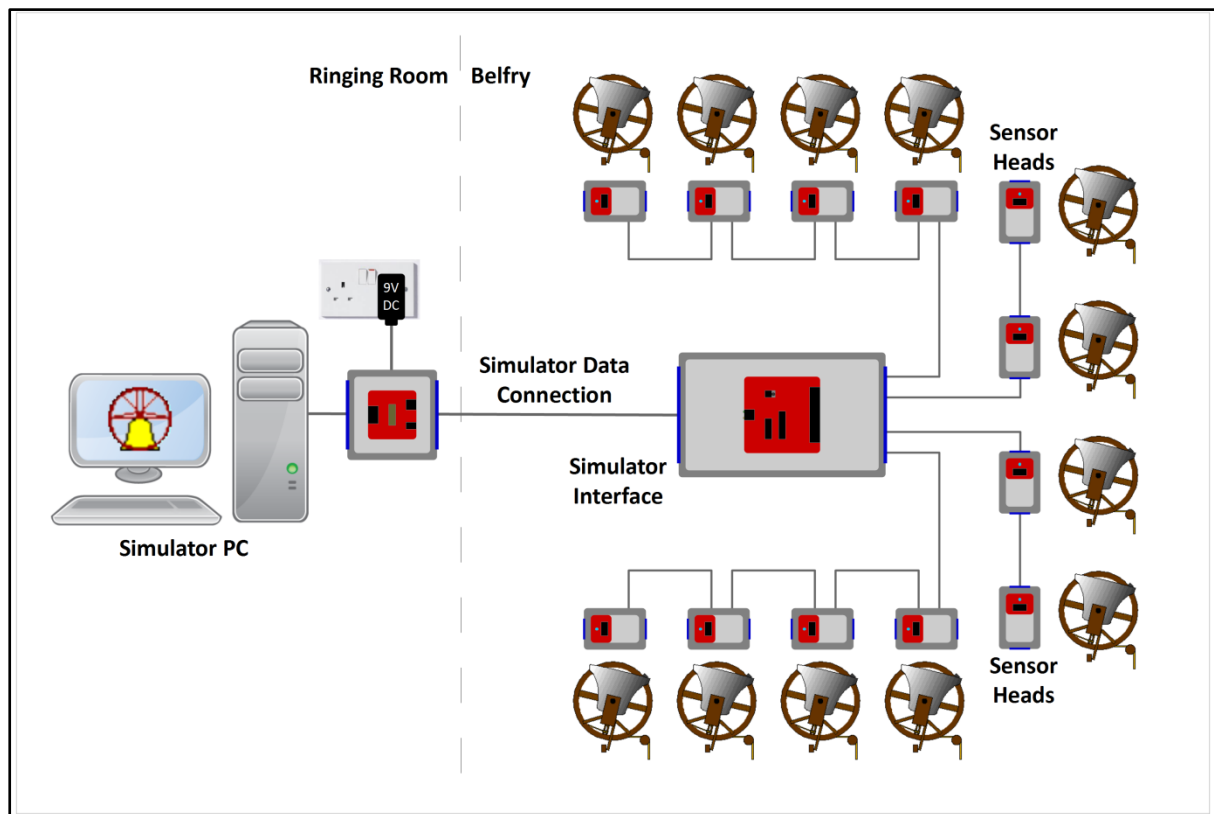 Ringing Room
Belfry
Sensor
Heads
9V
DC
Simulator Data
Connection
Simulator
Interface
Simulator PC
Sensor
Heads